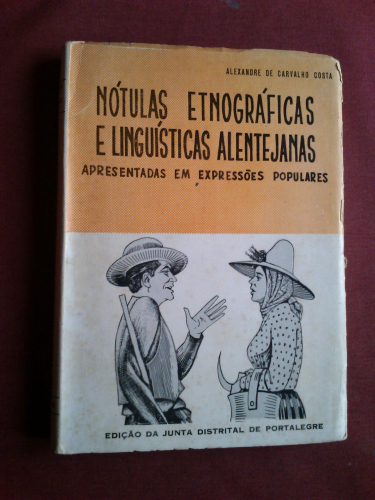 ALEXANDRE DE CARVALHO COSTA
NÓTULAS ETNOGRÁFICAS
E LINGUÍSTICAS ALENTEJANAS
APRESENTADAS EM EXPRESSÕES POPULARES
EDIÇÃO DA JUNTA DISTRITAL DE PORTALEGRE